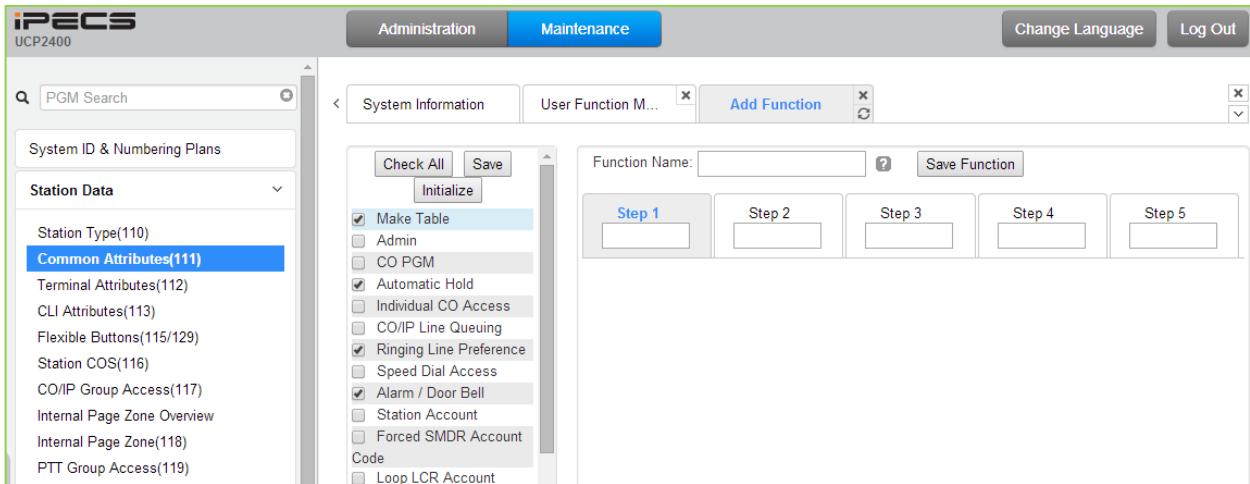 iPECS
UCP2400
Administration
Maintenance
Change Language
Log Out
PGM Search
System ID & Numbering Plans
Station Data
Station Type(110)
Common Attributes(111)
Terminal Attributes(112)
CLI Attributes(113)
Flexible Buttons(115/129)
Station COS(116)
CO/IP Group Access(117)
Internal Page Zone Overview
Internal Page Zone(118)
PTT Group Access(119)
System Information
User Function M...
Add Function
Check All
Save
Initialize
Make Table
Admin
CO PGM
Automatic Hold
Individual CO Access
CO/IP Line Queuing
Ringing Line Preference
Speed Dial Access
Alarm / Door Bell
Station Account
Forced SMDR Account
Code
Loop LCR Account
Function Name:
?
Save Function
Step 1
Step 2
Step 3
Step 4
Step 5